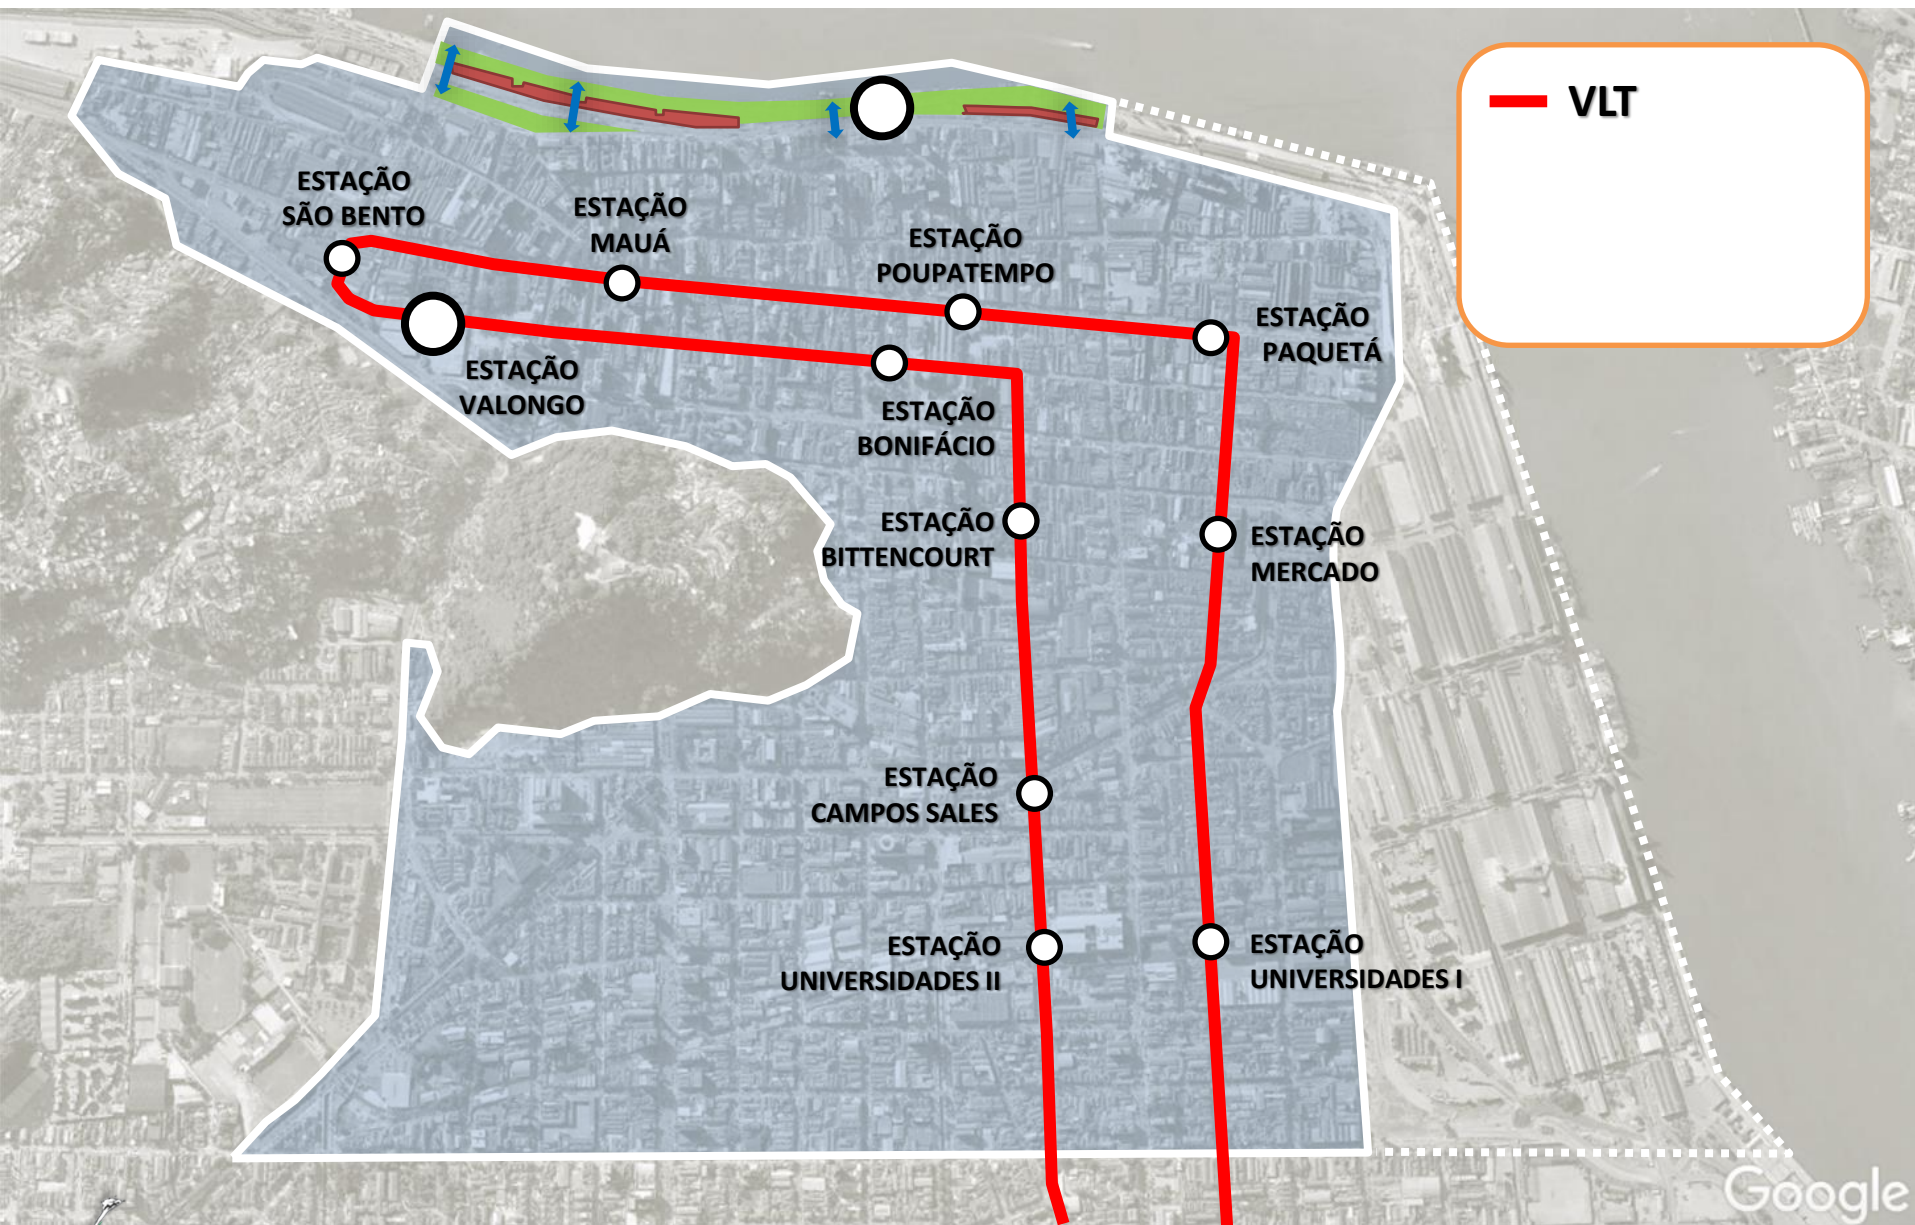 VLT
ESTAÇÃO
SÃO BENTO
ESTAÇÃO
MAUÁ
ESTAÇÃO
POUPATEMPO
ESTAÇÃO
PAQUETÁ
ESTAÇÃO
VALONGO
ESTAÇÃO
BONIFÁCIO
ESTAÇÃO
BITTENCOURT
ESTAÇÃO
MERCADO
ESTAÇÃO
CAMPOS SALES
ESTAÇÃO
UNIVERSIDADES II
ESTAÇÃO
UNIVERSIDADES I
Google